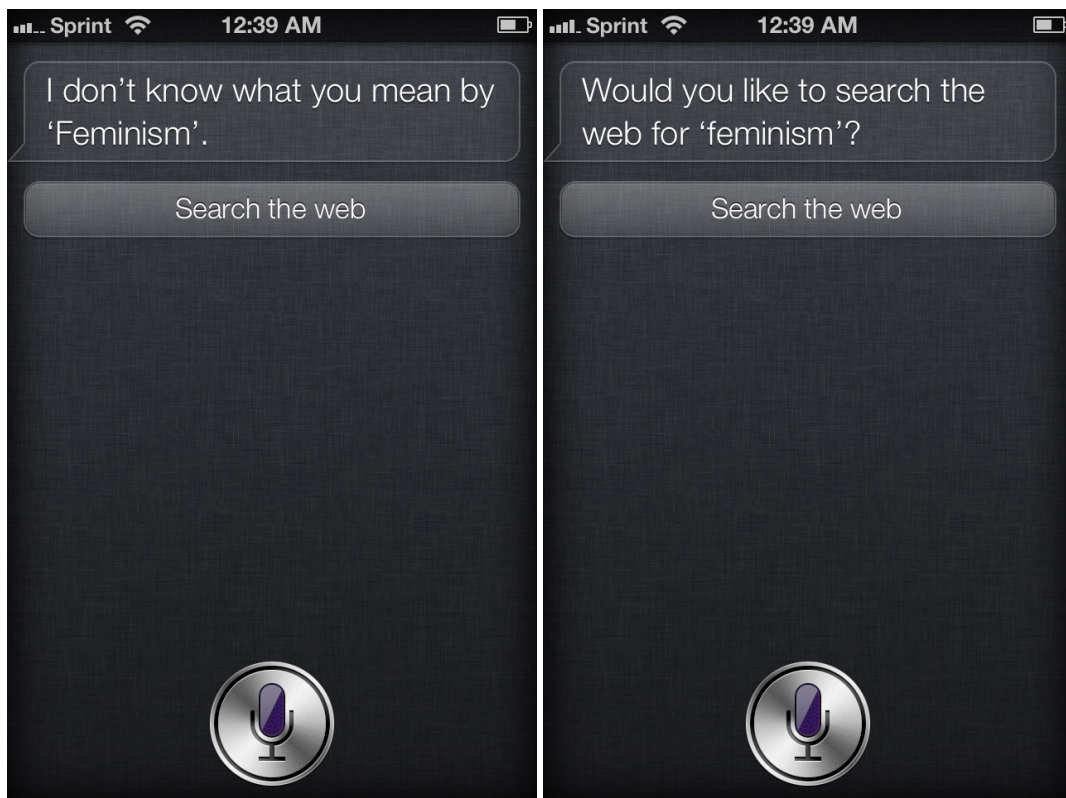 Sprint 12:39 AM
I don’t know what you mean by
‘Feminism’.
Search the web
Sprint 12:39 AM
Would you like to search the
web for ‘feminism’?
Search the web